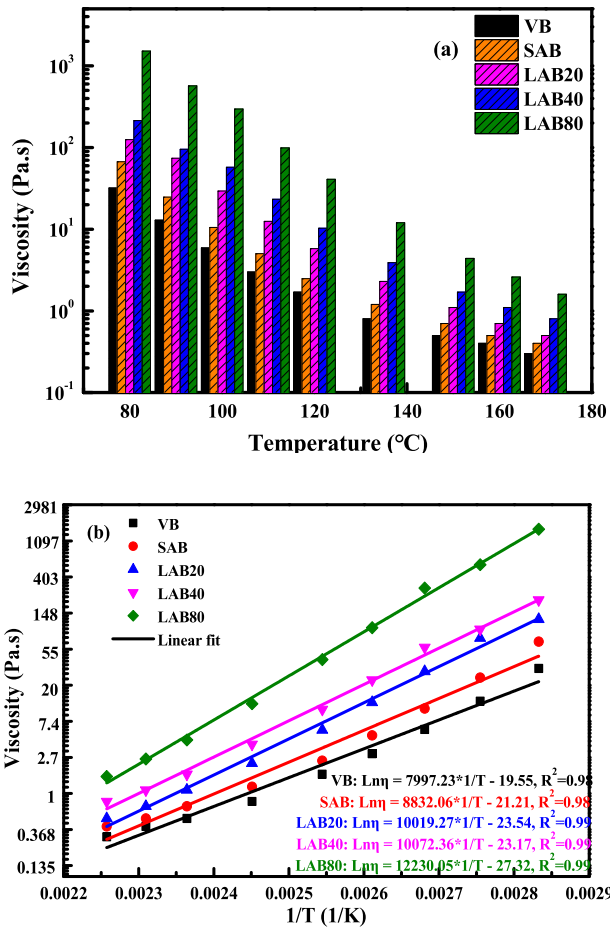 (a)
VB
SAB
LAB20
LAB40
LAB80
10³
10²
10¹
10⁰
10⁻¹
Viscosity (Pa.s)
80 100 120 140 160 180
Temperature (°C)
(b)
VB
SAB
LAB20
LAB40
LAB80
Linear fit
2981
1097
403
148
55
20
7.4
2.7
1
0.368
0.135
Viscosity (Pa.s)
VB: Lnη = 7997.23*1/T - 19.55, R²=0.98
SAB: Lnη = 8832.06*1/T - 21.21, R²=0.98
LAB20: Lnη = 10019.27*1/T - 23.54, R²=0.99
LAB40: Lnη = 10072.36*1/T - 23.17, R²=0.99
LAB80: Lnη = 12230.05*1/T - 27.32, R²=0.99
0.0022 0.0023 0.0024 0.0025 0.0026 0.0027 0.0028 0.0029
1/T (1/K)